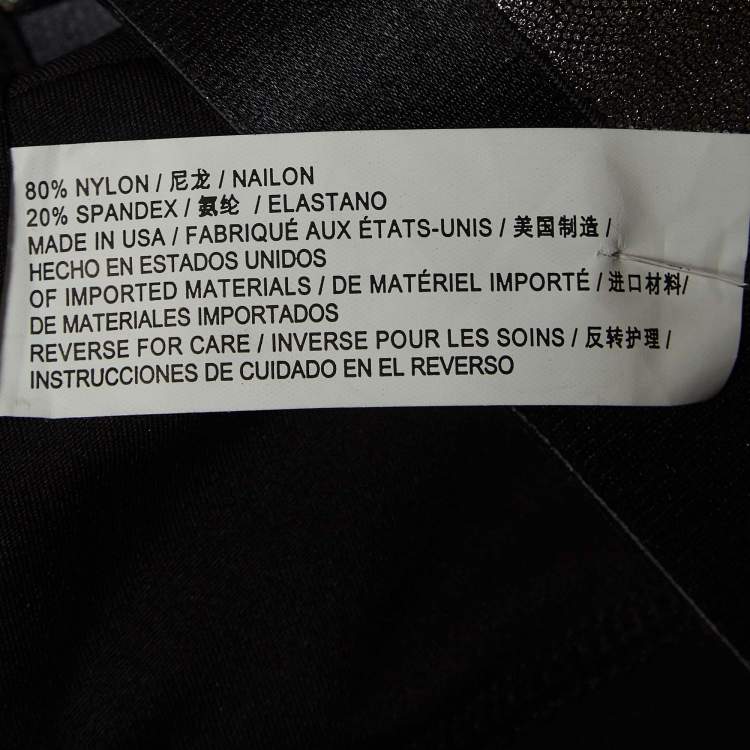 80% NYLON / 尼龙 / NAILON
20% SPANDEX / 氨纶 / ELASTANO
MADE IN USA / FABRIQUÉ AUX ÉTATS-UNIS / 美国制造 /
HECHO EN ESTADOS UNIDOS
OF IMPORTED MATERIALS / DE MATÉRIEL IMPORTÉ / 进口材料/
DE MATERIALES IMPORTADOS
REVERSE FOR CARE / INVERSE POUR LES SOINS / 反转护理 /
INSTRUCCIONES DE CUIDADO EN EL REVERSO